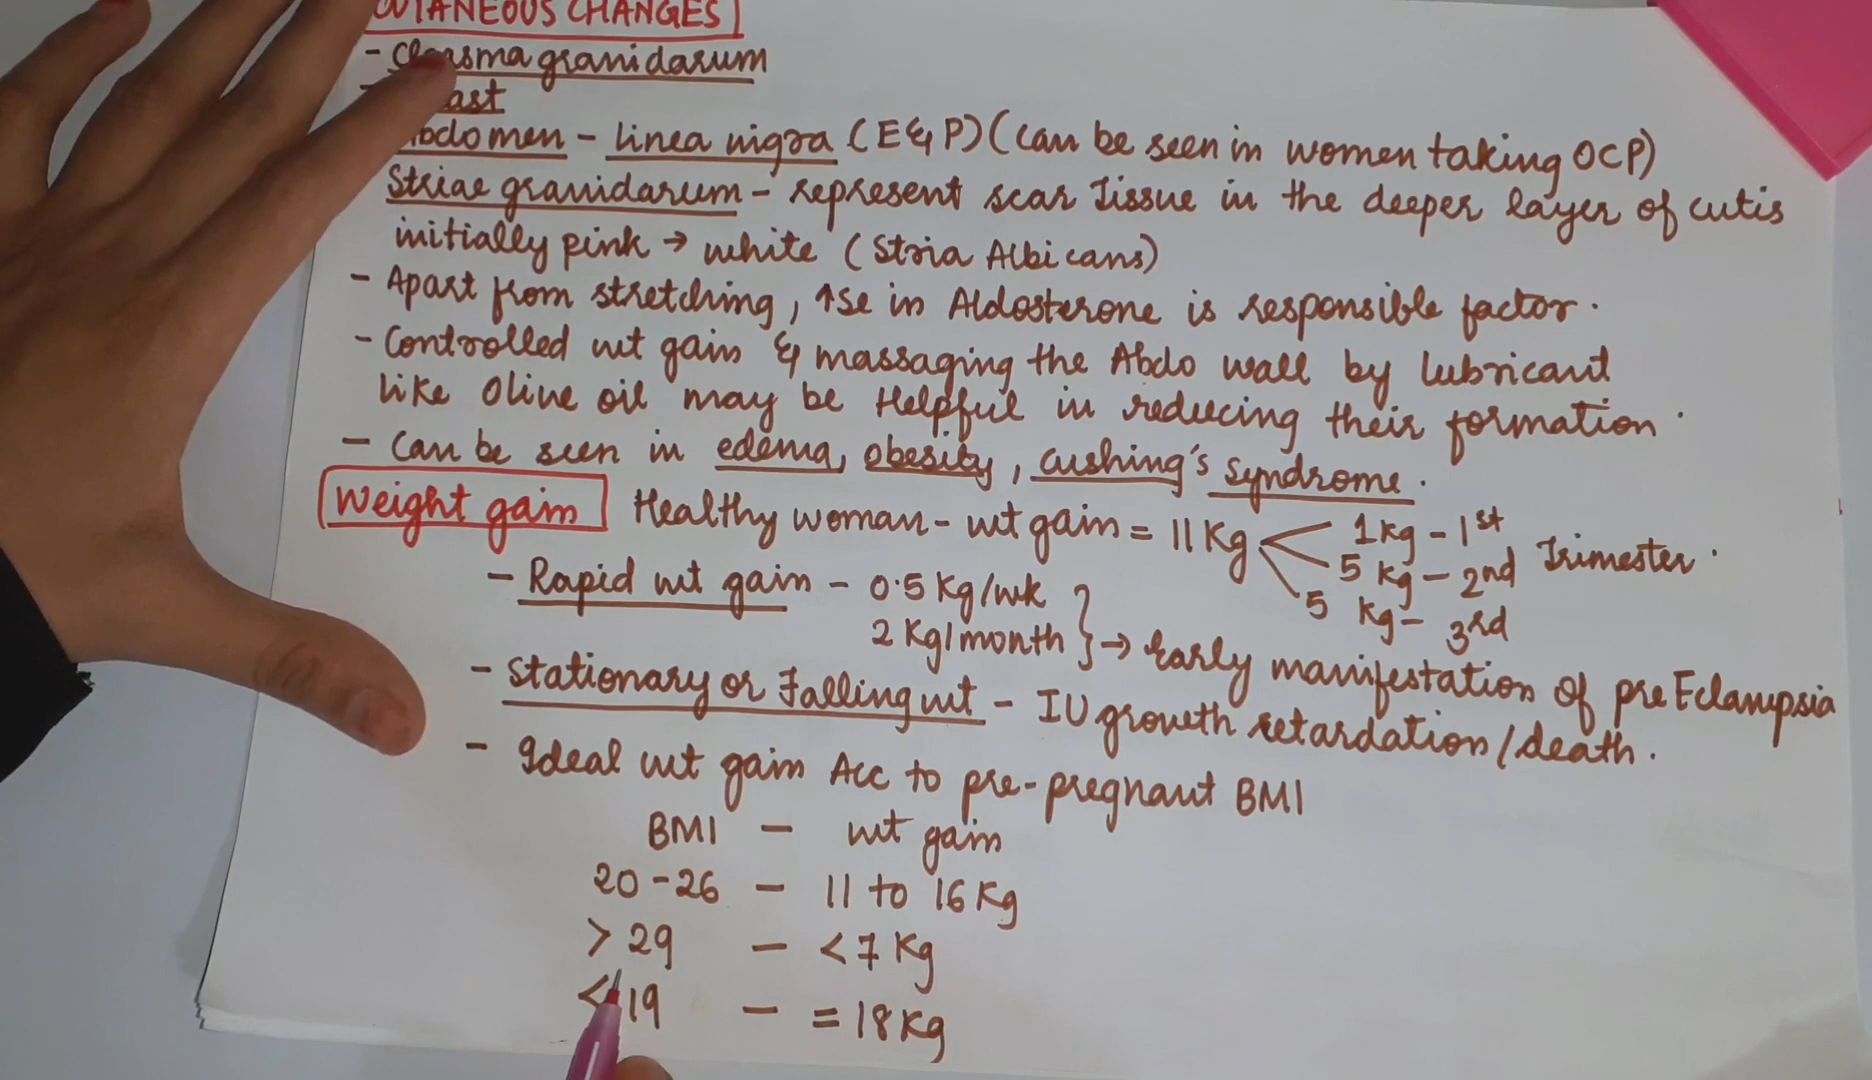 CUTANEOUS CHANGES
- gravidarum
Abdomen - linea nigra (E & P) (can be seen in women taking OCP)
Striae gravidarum - represent scar Tissue in the deeper layer of cutis
initially pink → white (Stria Albicans)
- Apart from stretching, ↑se in Aldosterone is responsible factor.
- Controlled wt gain & massaging the Abdo wall by lubricant
like Olive oil may be Helpful in reducing their formation.
- Can be seen in edema, obesity, cushing's syndrome.
Weight gain Healthy woman - wt gain = 11 Kg 1 kg - 1st Trimester.
5 kg - 2nd
5 kg - 3rd
- Rapid wt gain - 0.5 Kg/wk
2 Kg/month } → Early manifestation of pre Eclampsia
- Stationary or Falling wt - IU growth retardation/death.
- Ideal wt gain Acc to pre-pregnant BMI
BMI - wt gain
20-26 - 11 to 16 Kg
> 29 - < 7 Kg
< 19 - = 18 Kg